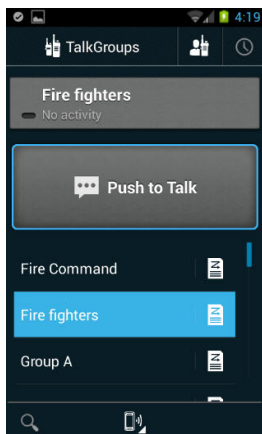 4:19
TalkGroups
Fire fighters
No activity
Push to Talk
Fire Command
Fire fighters
Group A